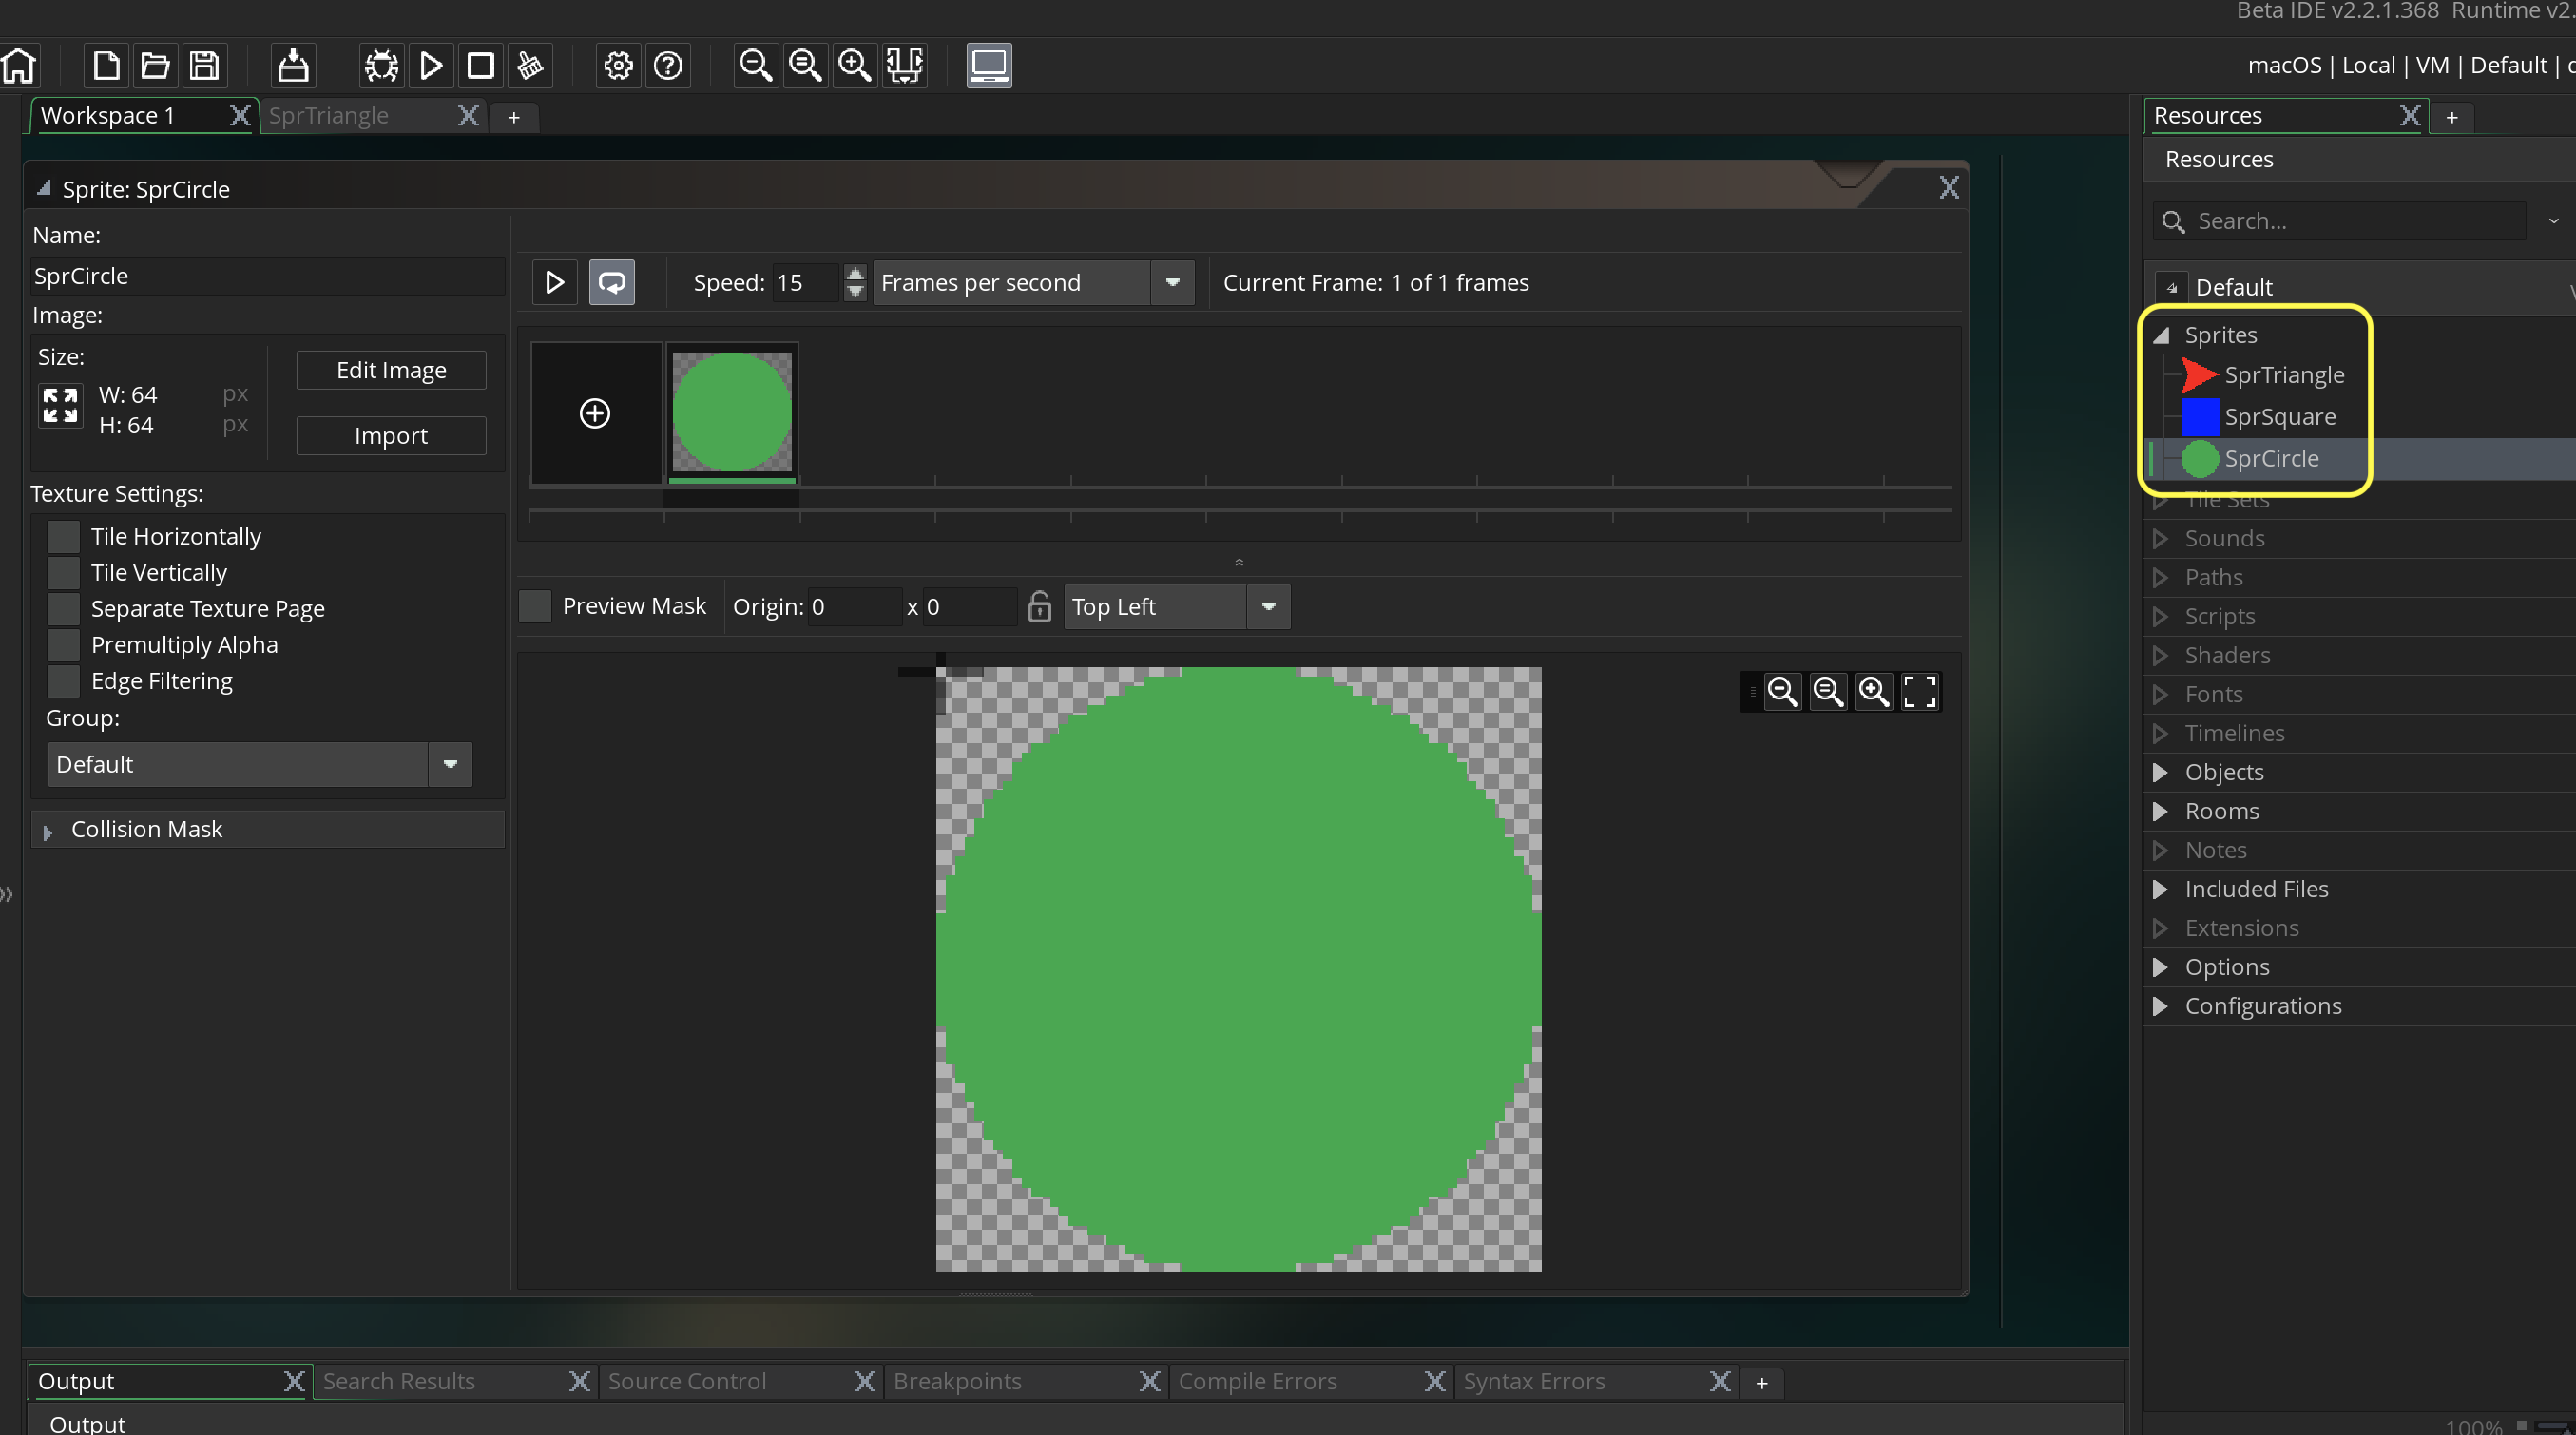 Beta IDE v2.2.1.368 Runtime v2.
macOS | Local | VM | Default |
Workspace 1
SprTriangle
+
Resources
+
Sprite: SprCircle
Resources
Name:
SprCircle
Search...
Speed: 15
Frames per second
Current Frame: 1 of 1 frames
Default
Image:
Size:
W: 64 px
H: 64 px
Edit Image
Import
Sprites
SprTriangle
SprSquare
SprCircle
Tile Sets
Sounds
Paths
Scripts
Shaders
Fonts
Timelines
Objects
Rooms
Notes
Included Files
Extensions
Options
Configurations
Texture Settings:
Tile Horizontally
Tile Vertically
Separate Texture Page
Premultiply Alpha
Edge Filtering
Group:
Default
Collision Mask
Preview Mask
Origin: 0 x 0
Top Left
Output
Search Results
Source Control
Breakpoints
Compile Errors
Syntax Errors
+
Output
100%